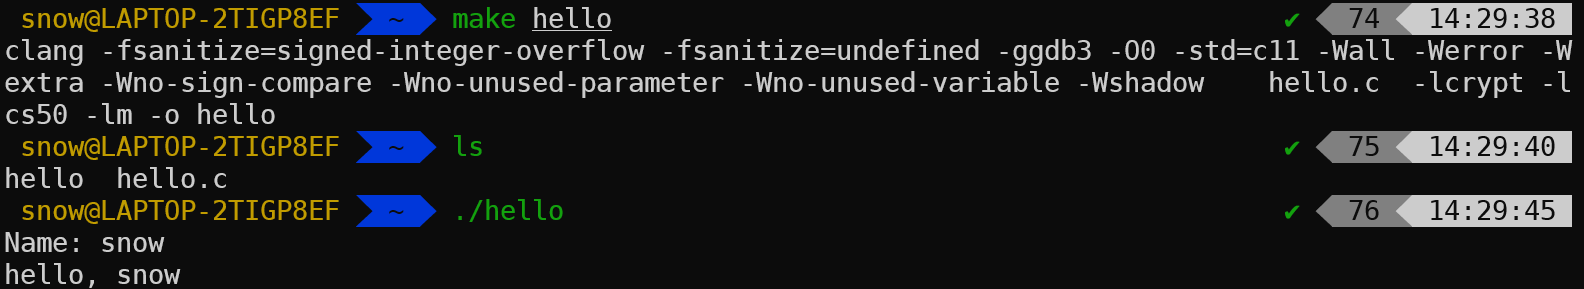 snow@LAPTOP-2TIGP8EF ~ make hello ✔ 74 14:29:38
clang -fsanitize=signed-integer-overflow -fsanitize=undefined -ggdb3 -O0 -std=c11 -Wall -Werror -W
extra -Wno-sign-compare -Wno-unused-parameter -Wno-unused-variable -Wshadow    hello.c  -lcrypt -l
cs50 -lm -o hello
snow@LAPTOP-2TIGP8EF ~ ls ✔ 75 14:29:40
hello  hello.c
snow@LAPTOP-2TIGP8EF ~ ./hello ✔ 76 14:29:45
Name: snow
hello, snow